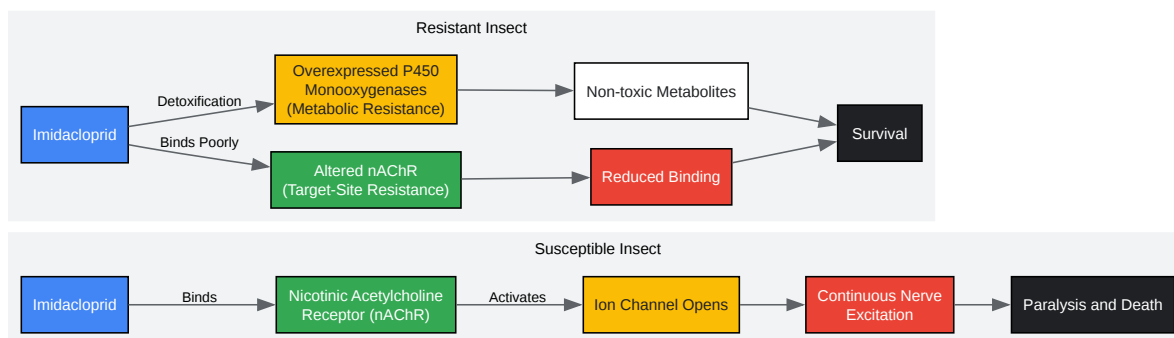 Resistant Insect
Imidacloprid
Detoxification
Binds Poorly
Overexpressed P450
Monooxygenases
(Metabolic Resistance)
Altered nAChR
(Target-Site Resistance)
Non-toxic Metabolites
Reduced Binding
Survival
Susceptible Insect
Imidacloprid
Binds
Nicotinic Acetylcholine
Receptor (nAChR)
Activates
Ion Channel Opens
Continuous Nerve
Excitation
Paralysis and Death